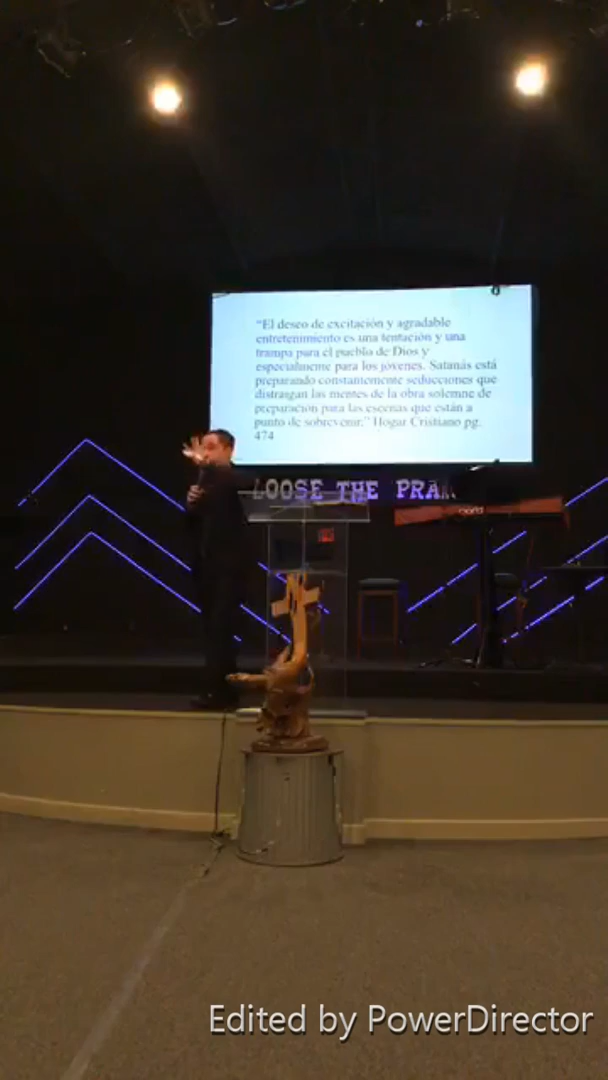 “El deseo de excitación y agradable
entretenimiento es una tentación y una
trampa para el pueblo de Dios y
especialmente para los jóvenes. Satanás está
preparando constantemente seducciones que
distraigan las mentes de la obra solemne de
preparación para las escenas que están a
punto de sobrevenir.” Hogar Cristiano pg.
474
LOOSE THE
Edited by PowerDirector